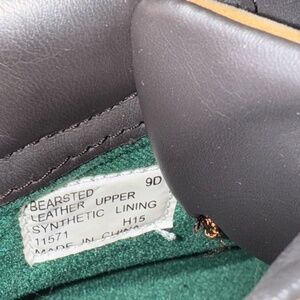 BEARSTED 9D
LEATHER UPPER
SYNTHETIC LINING
11571 H15
MADE IN CHINA